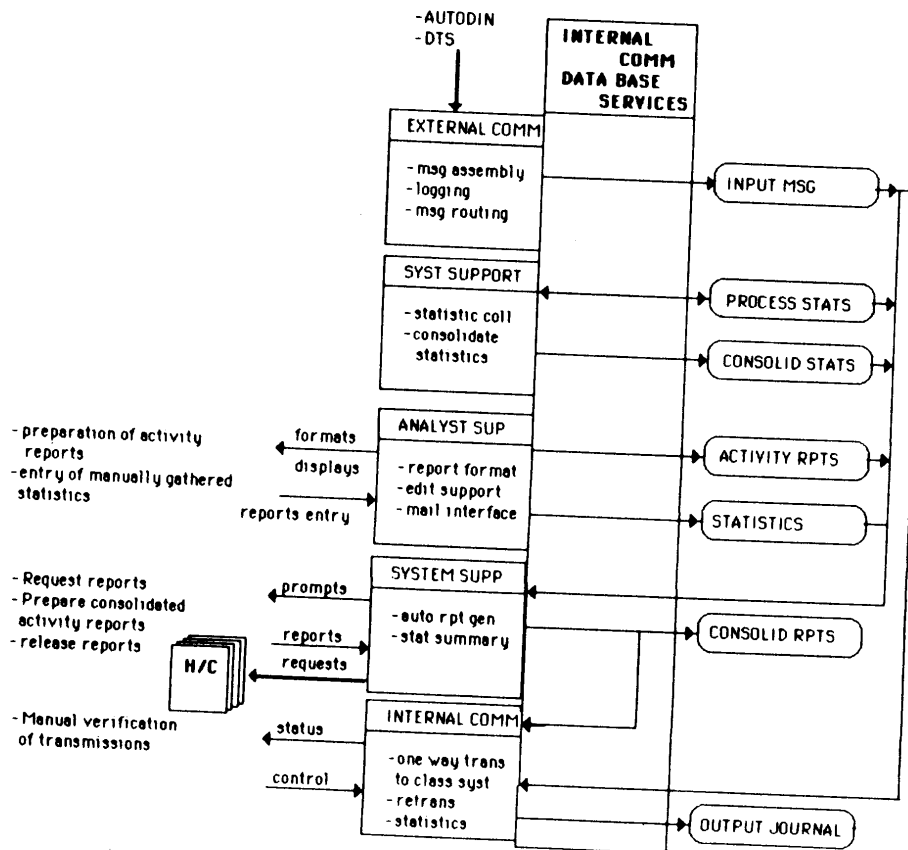 -AUTODIN
-DTS
INTERNAL
COMM
DATA BASE
SERVICES
EXTERNAL COMM
-msg assembly
-logging
-msg routing
INPUT MSG
SYST SUPPORT
-statistic coll
-consolidate
statistics
PROCESS STATS
CONSOLID STATS
-preparation of activity
reports
-entry of manually gathered
statistics
formats
displays
reports entry
ANALYST SUP
-report format
-edit support
-mail interface
ACTIVITY RPTS
STATISTICS
-Request reports
-Prepare consolidated
activity reports
-release reports
prompts
reports
requests
H/C
SYSTEM SUPP
-auto rpt gen
-stat summary
CONSOLID RPTS
-Manual verification
of transmissions
status
control
INTERNAL COMM
-one way trans
to class syst
-retrans
-statistics
OUTPUT JOURNAL